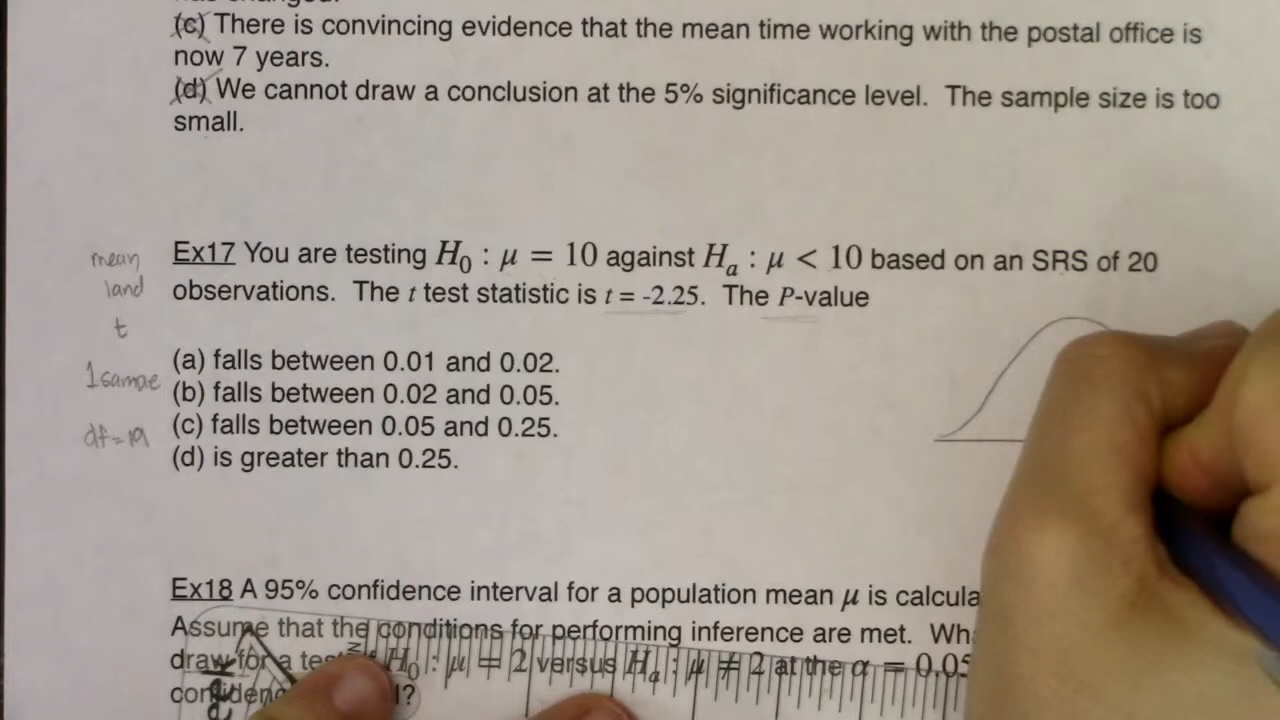 (c) There is convincing evidence that the mean time working with the postal office is
now 7 years.
(d) We cannot draw a conclusion at the 5% significance level. The sample size is too
small.
mean
land
t
1 sample
df=19
Ex17 You are testing H₀ : μ = 10 against Hₐ : μ < 10 based on an SRS of 20
observations. The t test statistic is t = -2.25. The P-value
(a) falls between 0.01 and 0.02.
(b) falls between 0.02 and 0.05.
(c) falls between 0.05 and 0.25.
(d) is greater than 0.25.
Ex18 A 95% confidence interval for a population mean μ is calcula
Assume that the conditions for performing inference are met. Wh
draw for a tes H₀ : μ = 2 versus Hₐ : μ ≠ 2 at the α = 0.05
confidenc l?